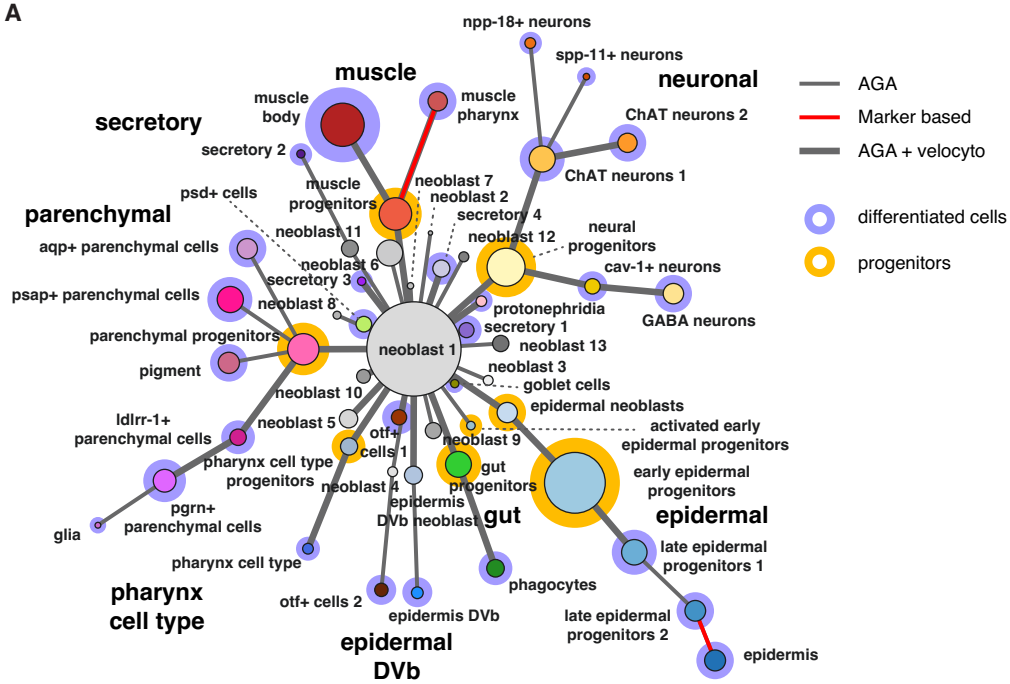 A
npp-18+ neurons
spp-11+ neurons
muscle
neuronal
muscle
body
muscle
pharynx
AGA
Marker based
AGA + velocyto
secretory
ChAT neurons 2
secretory 2
ChAT neurons 1
psd+ cells
muscle
progenitors
neoblast 7
neoblast 2
secretory 4
differentiated cells
progenitors
parenchymal
aqp+ parenchymal cells
neoblast 11
neoblast 12
neural
progenitors
neoblast 6
secretory 3
cav-1+ neurons
psap+ parenchymal cells
neoblast 8
protonephridia
GABA neurons
parenchymal progenitors
secretory 1
neoblast 1
neoblast 13
pigment
neoblast 3
goblet cells
neoblast 10
epidermal neoblasts
ldlrr-1+
parenchymal cells
neoblast 5
otf+
cells 1
neoblast 9
activated early
epidermal progenitors
pharynx cell type
progenitors
gut
progenitors
early epidermal
progenitors
neoblast 4
epidermis
DVb neoblast
gut
epidermal
pgrn+
parenchymal cells
glia
pharynx cell type
late epidermal
progenitors 1
phagocytes
pharynx
cell type
otf+ cells 2
epidermis DVb
late epidermal
progenitors 2
epidermal
DVb
epidermis